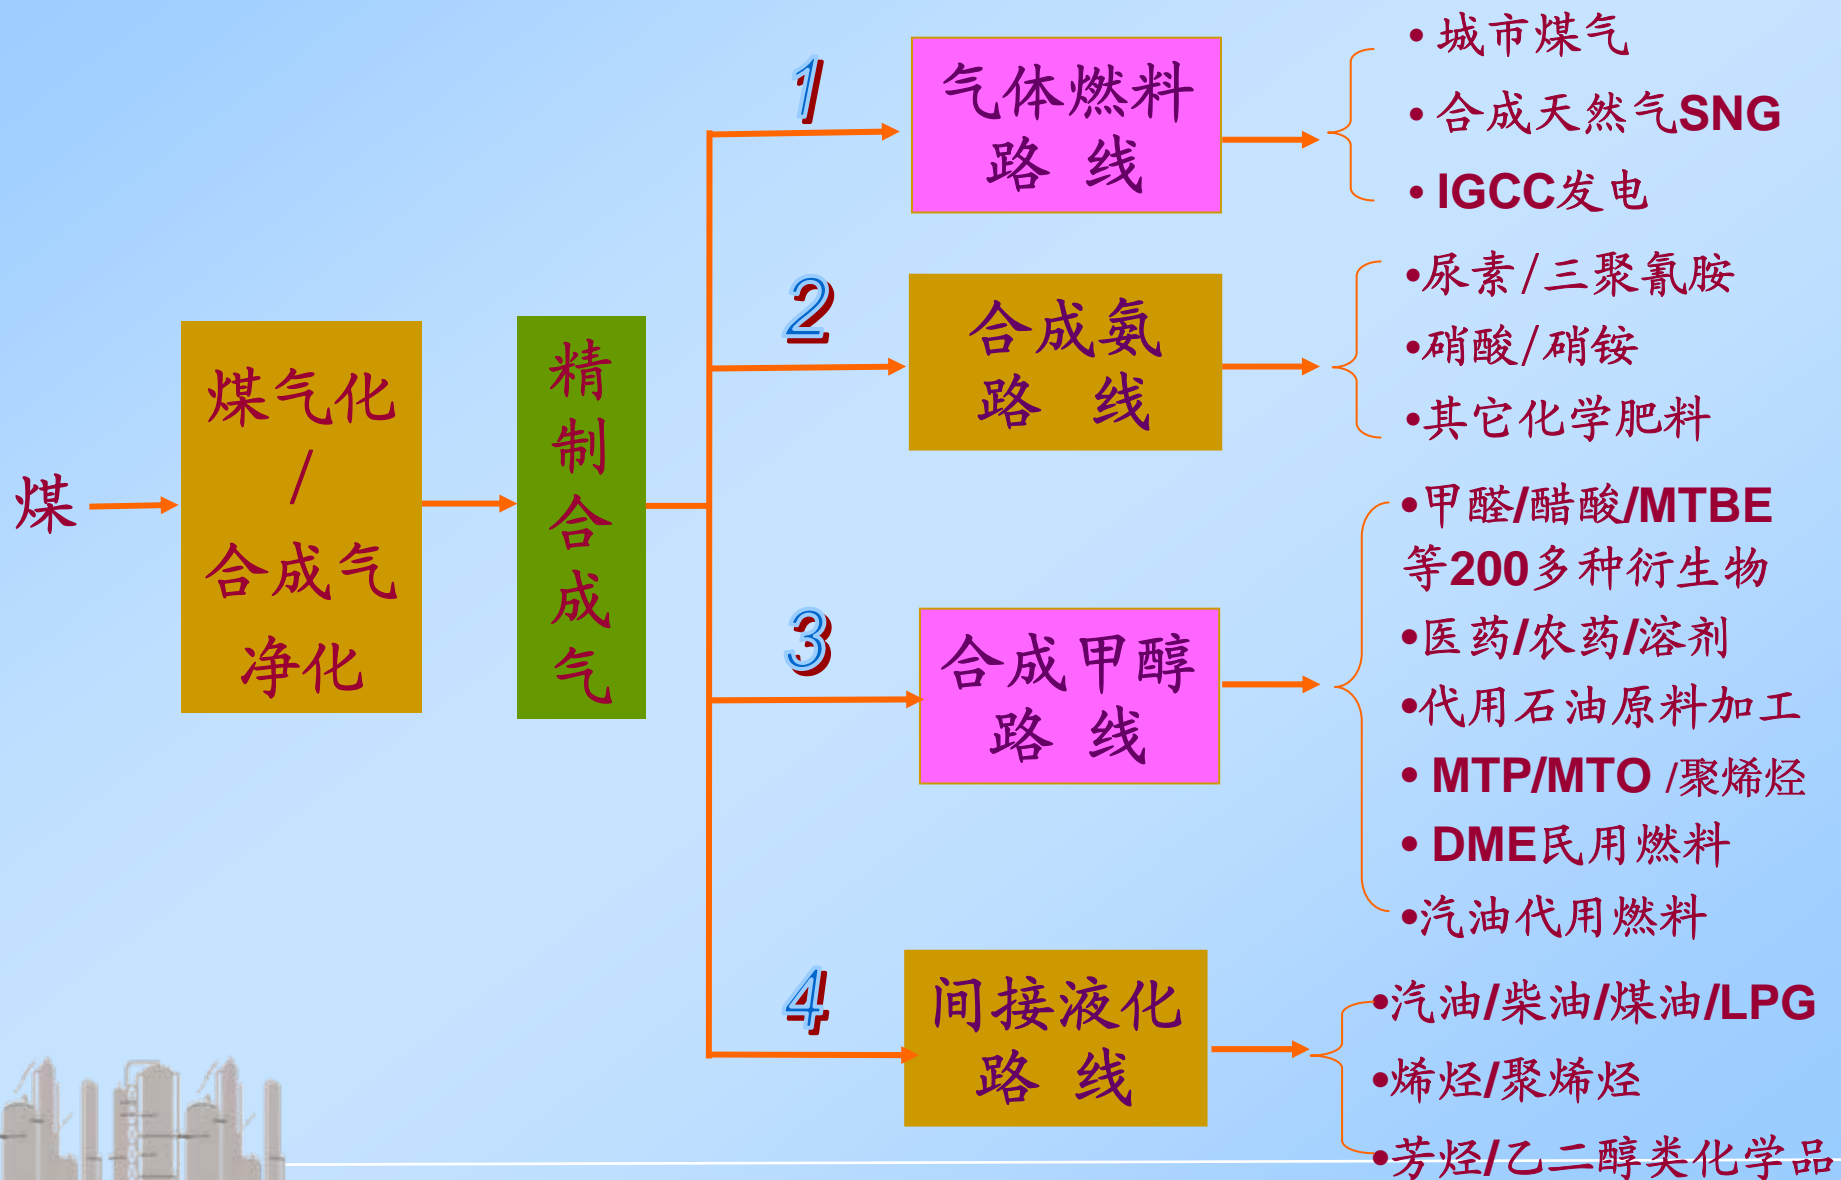 煤
煤气化
/
合成气
净化
精
制
合
成
气
1
气体燃料
路 线
• 城市煤气
• 合成天然气SNG
• IGCC发电
2
合成氨
路 线
•尿素/三聚氰胺
•硝酸/硝铵
•其它化学肥料
3
合成甲醇
路 线
•甲醛/醋酸/MTBE
等200多种衍生物
•医药/农药/溶剂
•代用石油原料加工
• MTP/MTO /聚烯烃
• DME民用燃料
•汽油代用燃料
4
间接液化
路 线
•汽油/柴油/煤油/LPG
•烯烃/聚烯烃
•芳烃/乙二醇类化学品